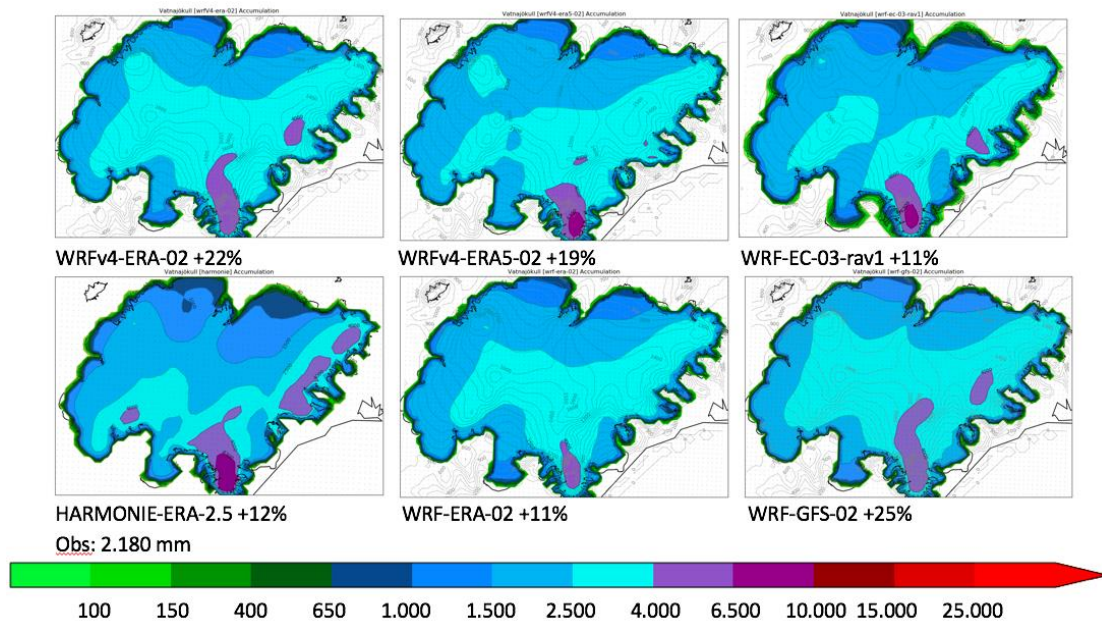 Vatnajökull [wrfV4-era-02] Accumulation
Vatnajökull [wrfV4-era5-02] Accumulation
Vatnajökull [wrf-ec-03-rav1] Accumulation
WRFv4-ERA-02 +22%
WRFv4-ERA5-02 +19%
WRF-EC-03-rav1 +11%
Vatnajökull [harmonie] Accumulation
Vatnajökull [wrf-era-02] Accumulation
Vatnajökull [wrf-gfs-02] Accumulation
HARMONIE-ERA-2.5 +12%
WRF-ERA-02 +11%
WRF-GFS-02 +25%
Obs: 2.180 mm
100 150 400 650 1.000 1.500 2.500 4.000 6.500 10.000 15.000 25.000